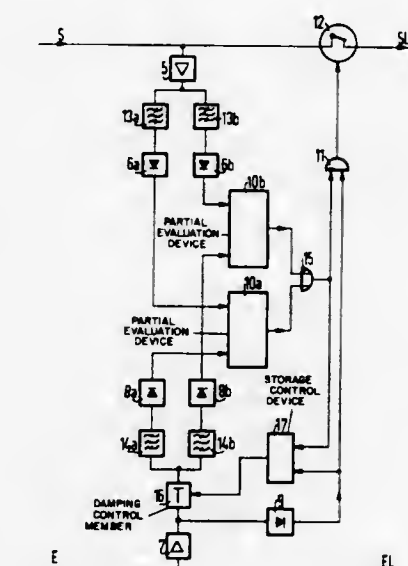 12
S
SL
5
13a
13b
6a
6b
11
10b
PARTIAL
EVALUATION
DEVICE
15
10a
PARTIAL
EVALUATION
DEVICE
STORAGE
CONTROL
DEVICE
8a
8b
17
14a
14b
16
T
DAMPING
CONTROL
MEMBER
9
7
E
EL